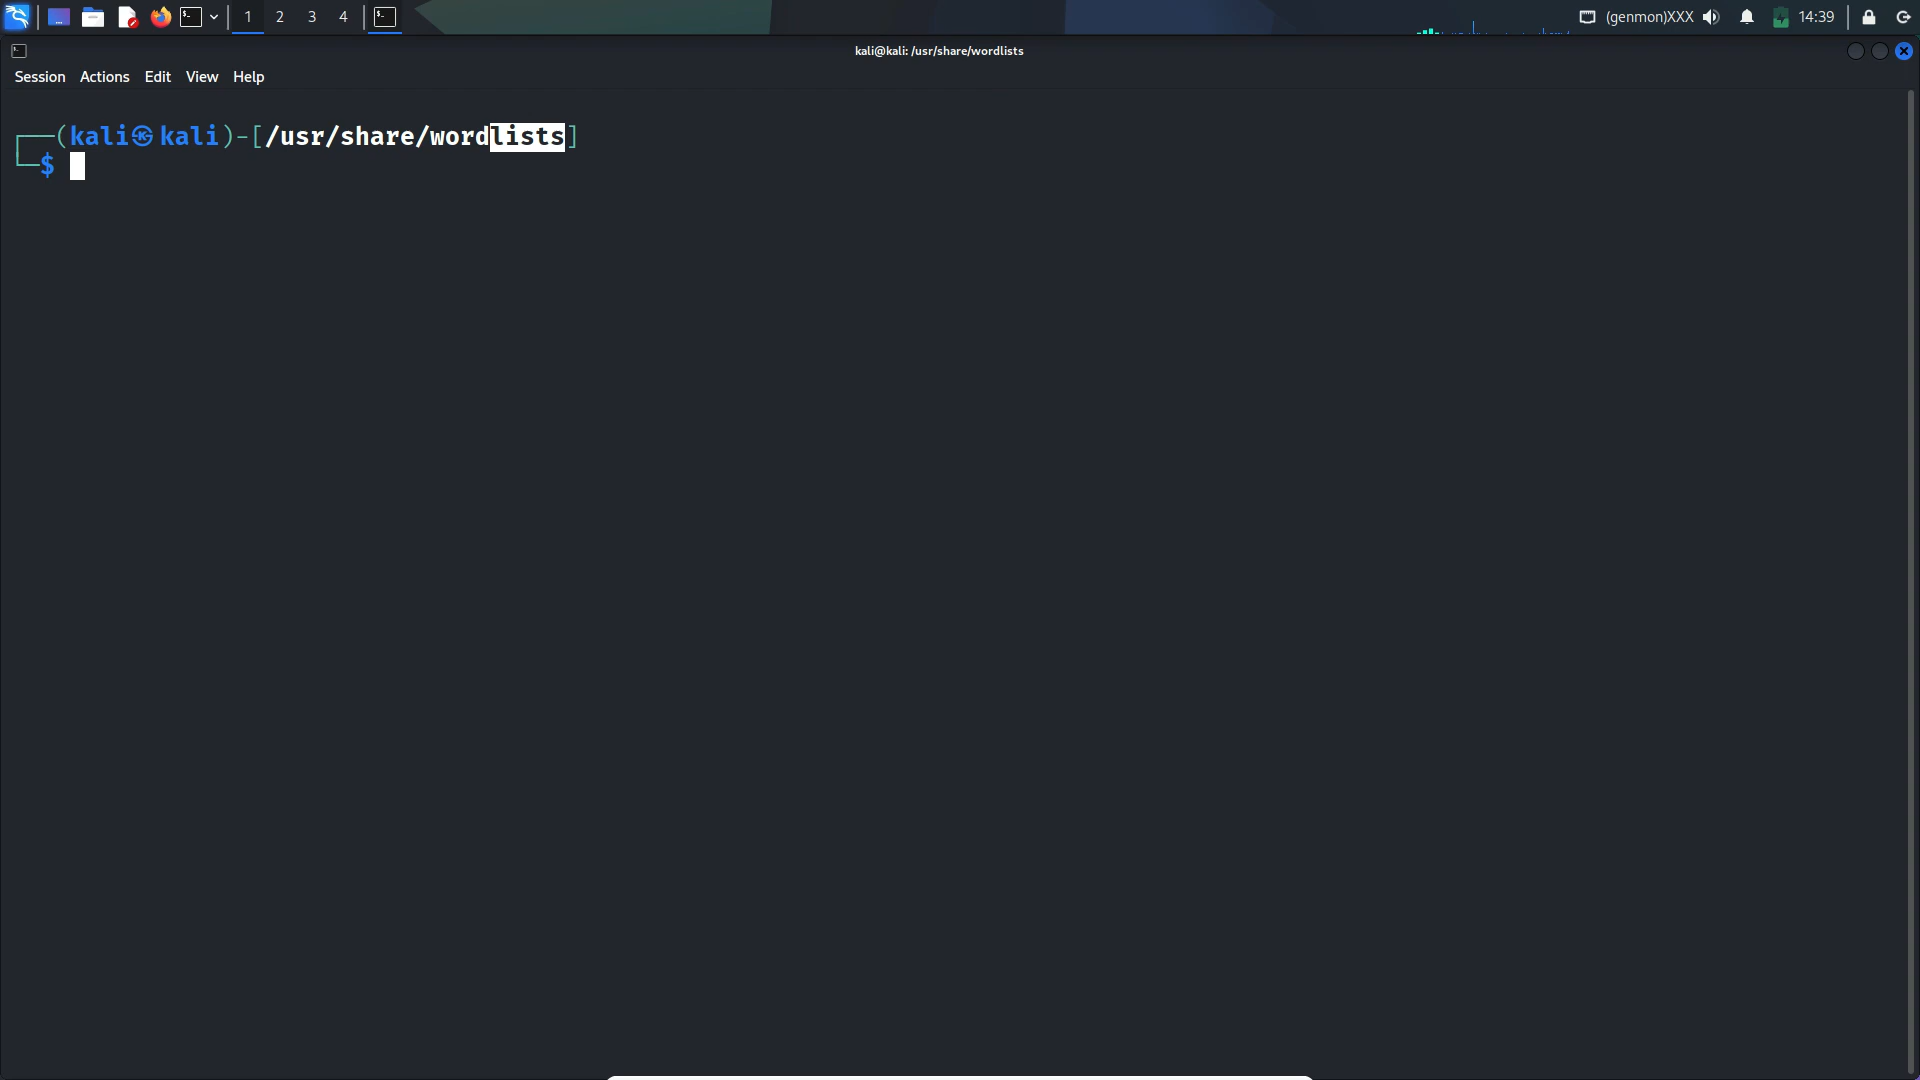 1 2 3 4 (genmon)XXX 14:39
kali@kali: /usr/share/wordlists
Session Actions Edit View Help
┌──(kali㉿kali)-[/usr/share/wordlists]
└─$